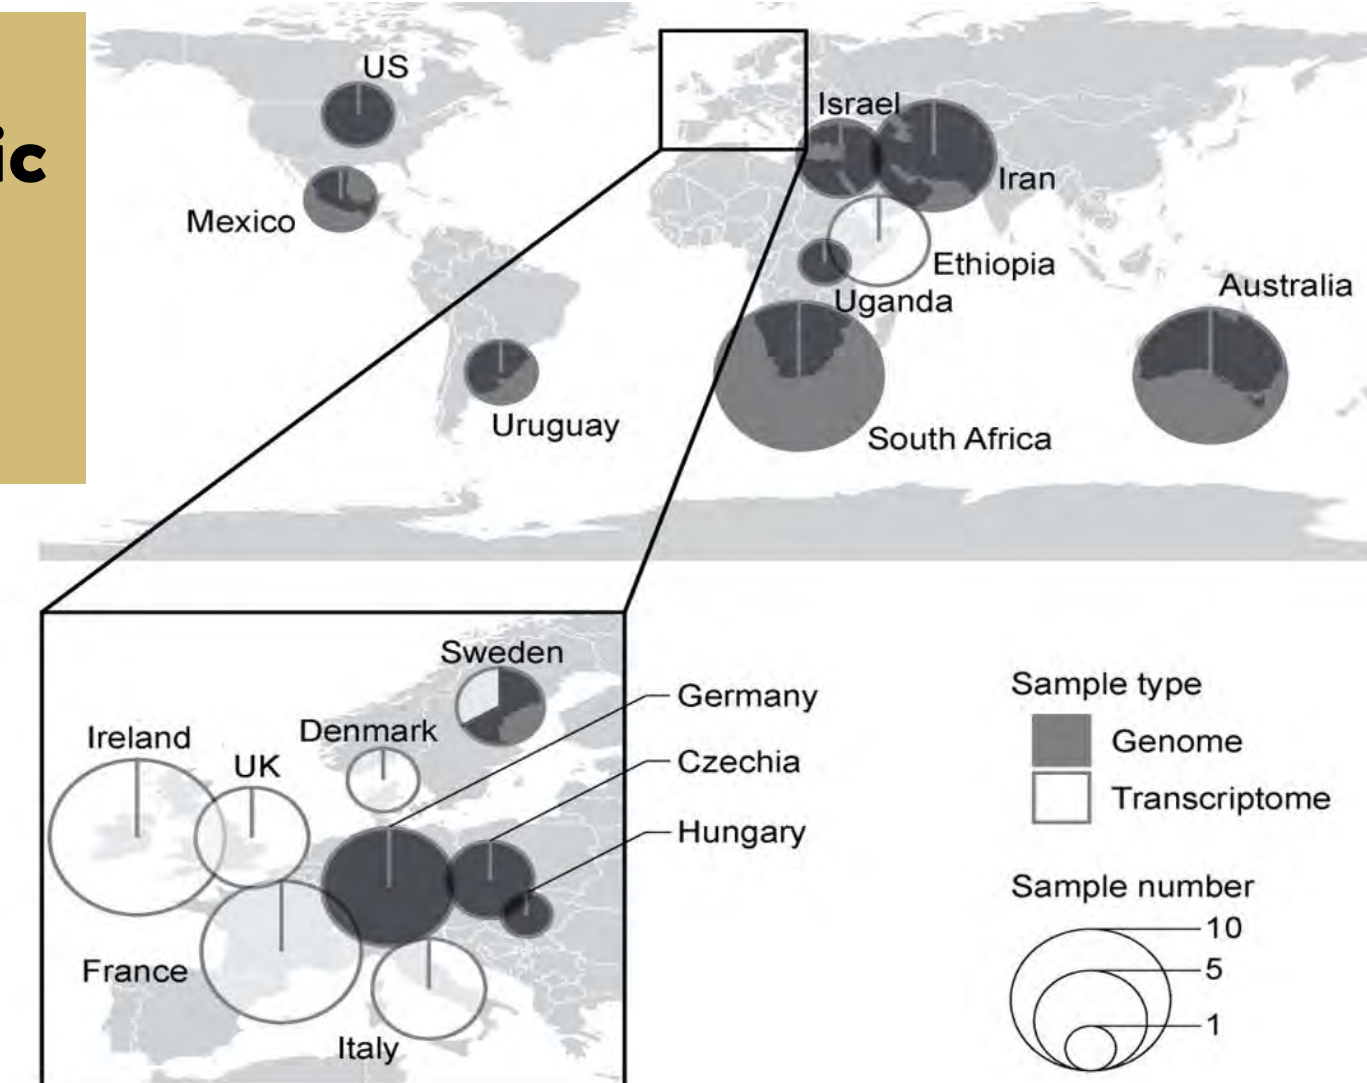 ic
US
Mexico
Uruguay
Israel
Iran
Ethiopia
Uganda
South Africa
Australia
Sweden
Denmark
Ireland
UK
France
Italy
Germany
Czechia
Hungary
Sample type
Genome
Transcriptome
Sample number
10
5
1